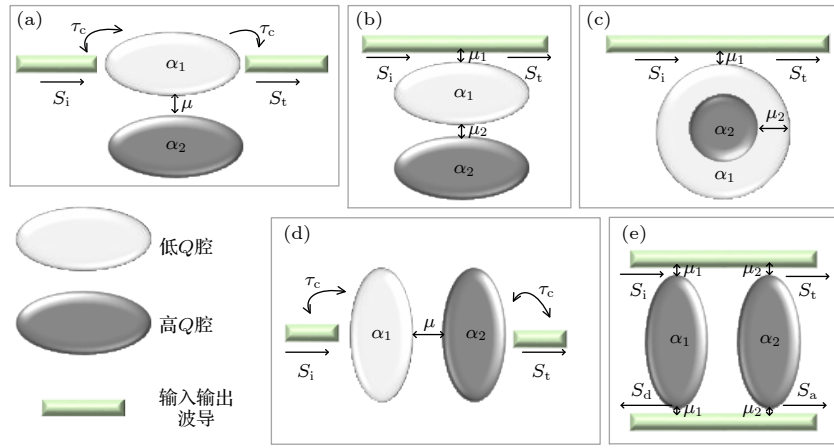 (a)
τc
τc
α1
Si
St
μ
α2
(b)
μ1
Si
St
α1
μ2
α2
(c)
μ1
Si
St
μ2
α2
α1
低Q腔
高Q腔
输入输出
波导
(d)
τc
τc
α1
μ
α2
Si
St
(e)
μ1
μ2
Si
St
α1
α2
Sd
μ1
μ2
Sa